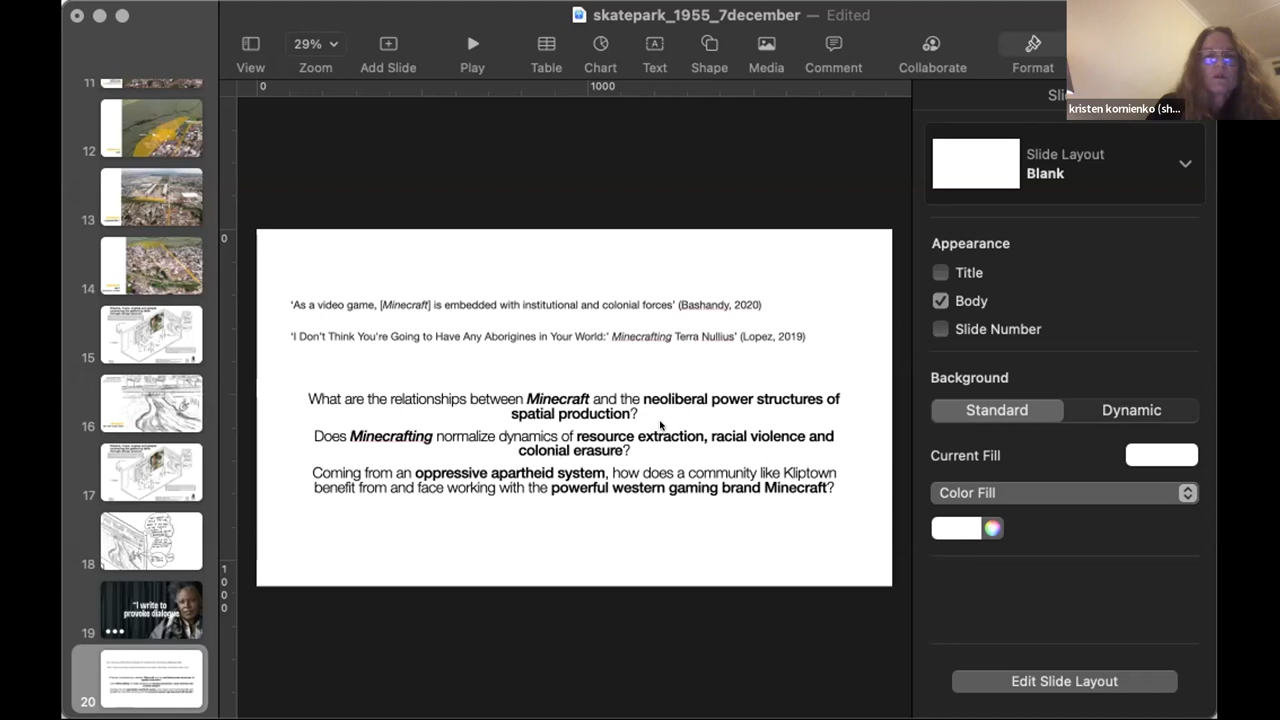 skatepark_1955_7december — Edited
29%
View
Zoom
Add Slide
Play
Table
Chart
Text
Shape
Media
Comment
Collaborate
Format
kristen kornienko (sh...
0
1000
0
1
0
0
0
11
12
13
14
15
16
17
18
"I write to
provoke dialogue
19
20
'As a video game, [Minecraft] is embedded with institutional and colonial forces' (Bashandy, 2020)
'I Don't Think You're Going to Have Any Aborigines in Your World:' Minecrafting Terra Nullius' (Lopez, 2019)
What are the relationships between Minecraft and the neoliberal power structures of
spatial production?
Does Minecrafting normalize dynamics of resource extraction, racial violence and
colonial erasure?
Coming from an oppressive apartheid system, how does a community like Kliptown
benefit from and face working with the powerful western gaming brand Minecraft?
Slide Layout
Blank
Appearance
Title
Body
Slide Number
Background
Standard
Dynamic
Current Fill
Color Fill
Edit Slide Layout